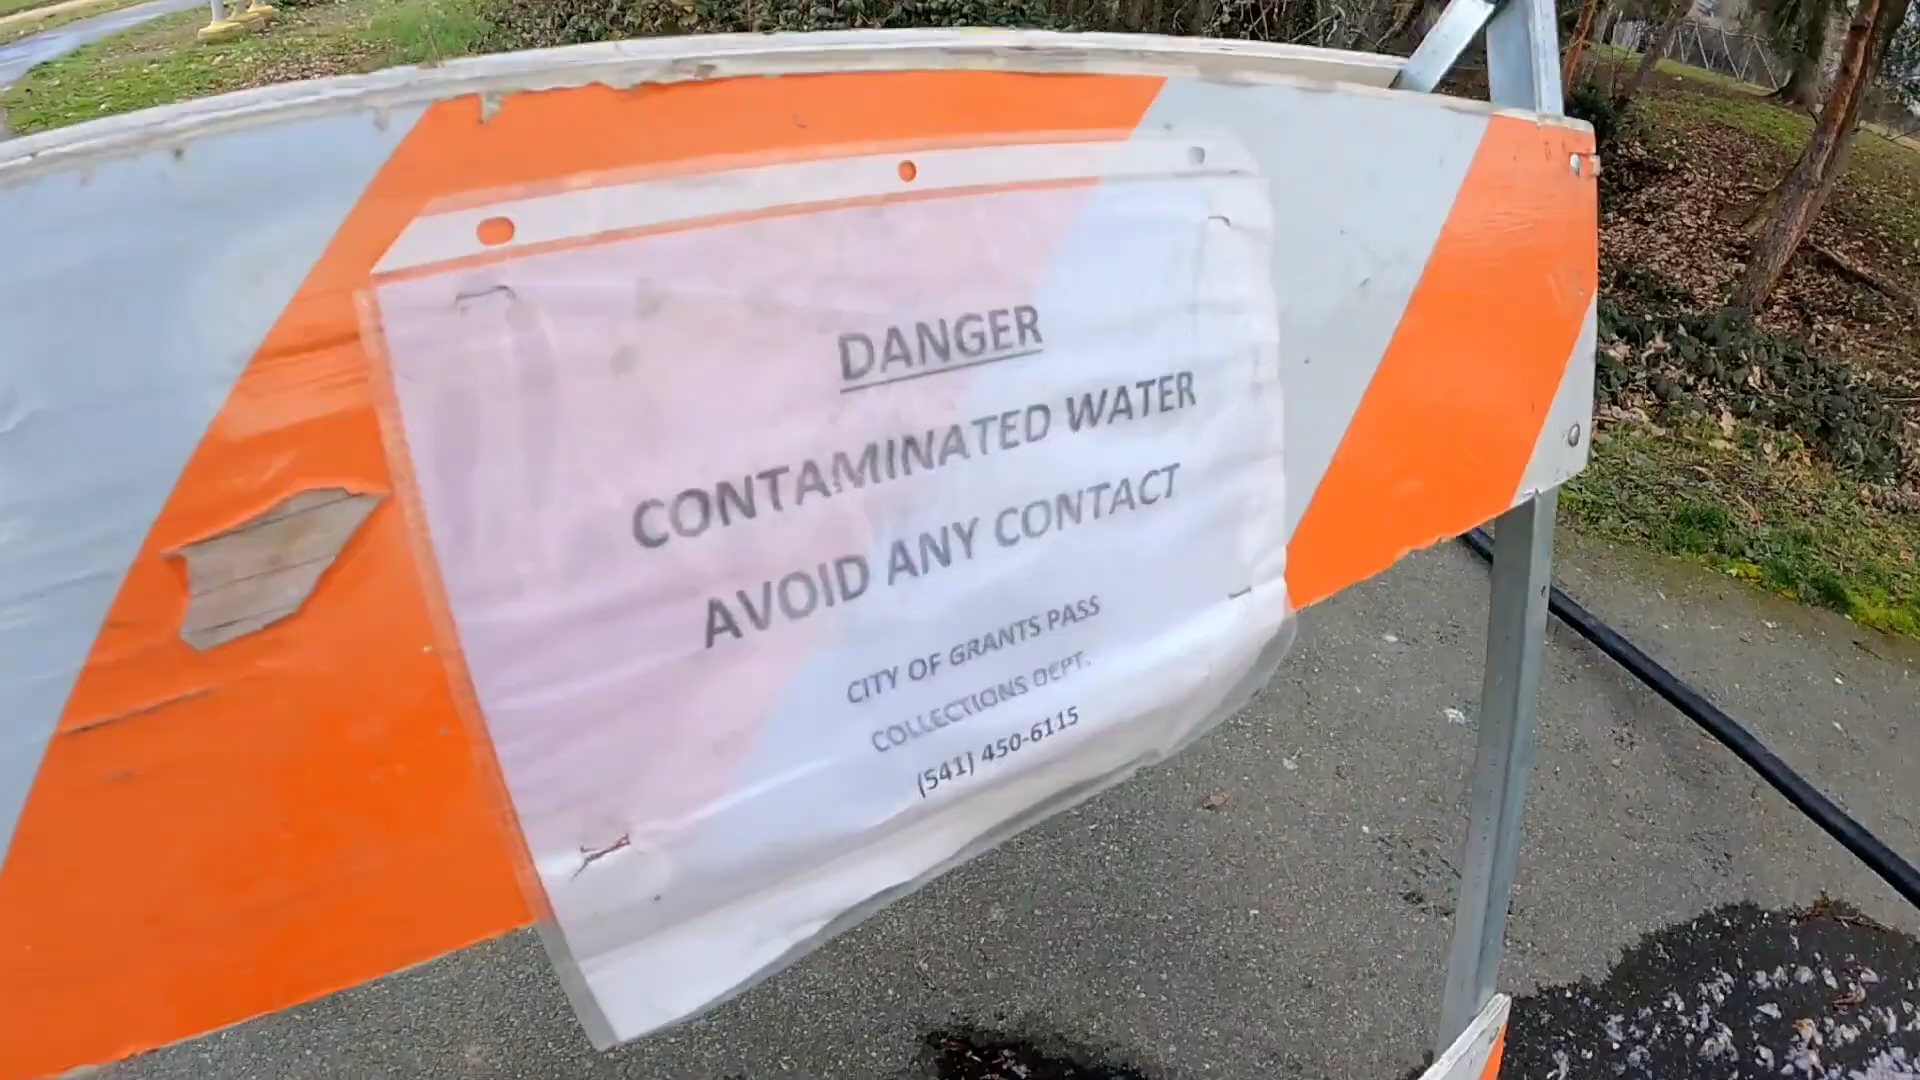 DANGER
CONTAMINATED WATER
AVOID ANY CONTACT
CITY OF GRANTS PASS
COLLECTIONS DEPT.
(541) 450-6115